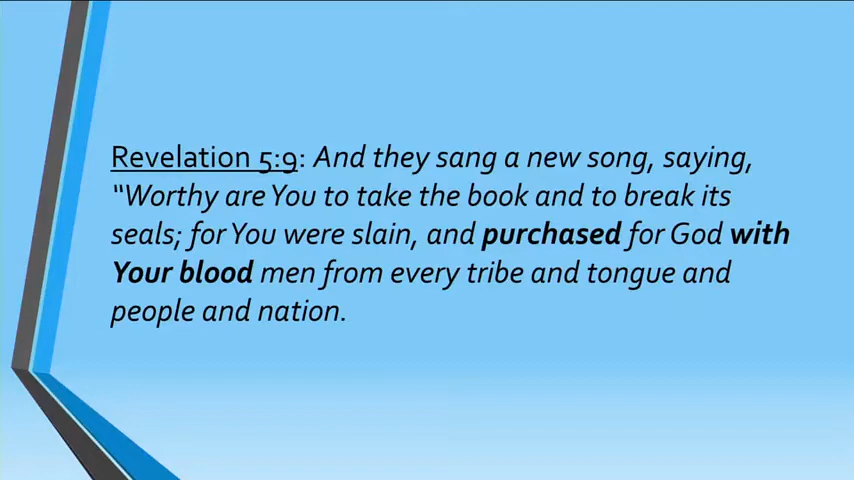 Revelation 5:9: And they sang a new song, saying,
“Worthy are You to take the book and to break its
seals; for You were slain, and purchased for God with
Your blood men from every tribe and tongue and
people and nation.